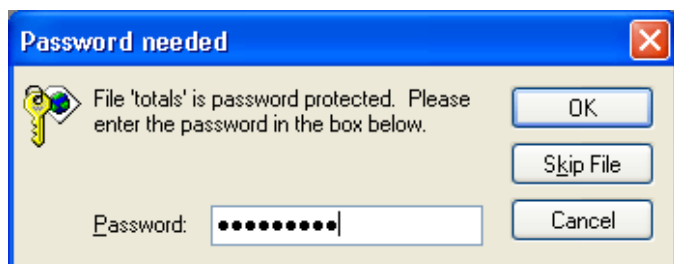 Password needed
File 'totals' is password protected. Please
enter the password in the box below.
OK
Skip File
Password: ●●●●●●●●●
Cancel